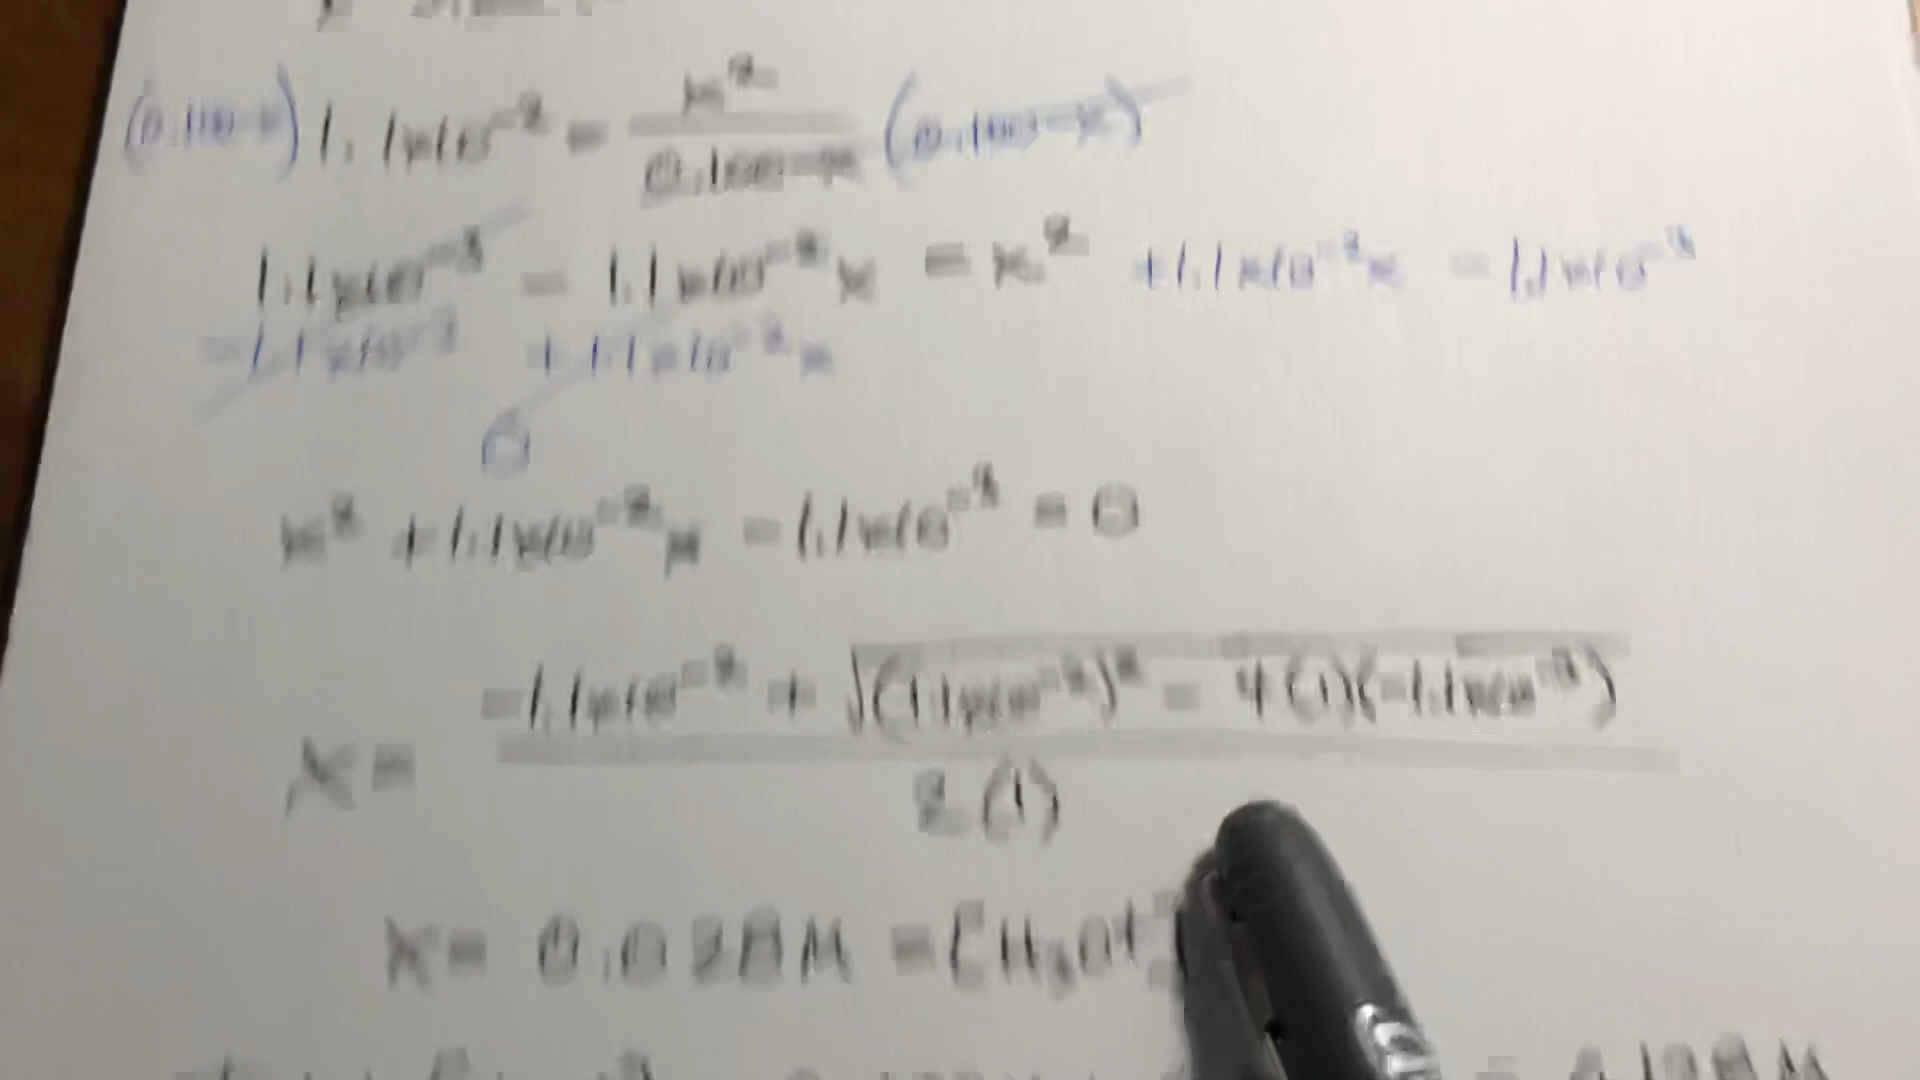 (0.100-x) 1.1x10⁻² = x² / 0.100-x (0.100-x)
1.1x10⁻³ - 1.1x10⁻²x = x² +1.1x10⁻²x - 1.1x10⁻³
-1.1x10⁻³ +1.1x10⁻²x
0
x² + 1.1x10⁻²x - 1.1x10⁻³ = 0
x = -1.1x10⁻² + √(1.1x10⁻²)² - 4(1)(-1.1x10⁻³) / 2(1)
x = 0.028M = [H₃O⁺]